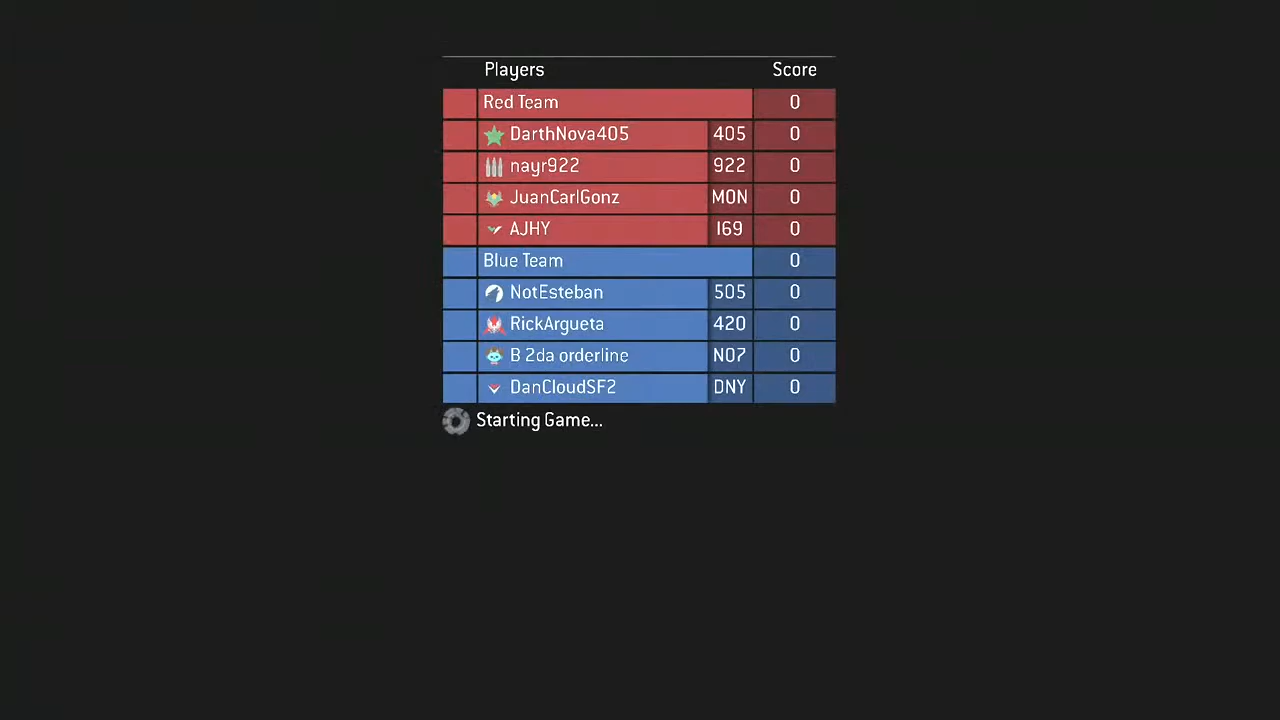 Players Score
Red Team 0
DarthNova405 405 0
nayr922 922 0
JuanCarlGonz MON 0
AJHY I69 0
Blue Team 0
NotEsteban 505 0
RickArgueta 420 0
B 2da orderline N07 0
DanCloudSF2 DNY 0
Starting Game...